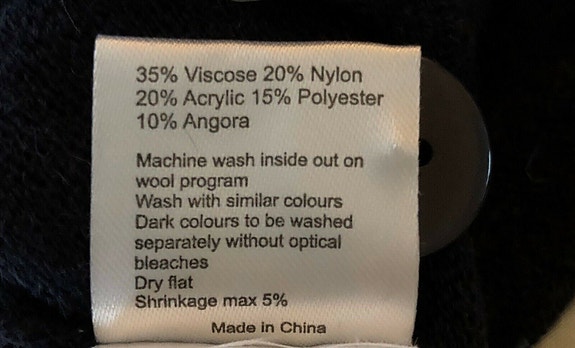 35% Viscose 20% Nylon
20% Acrylic 15% Polyester
10% Angora
Machine wash inside out on
wool program
Wash with similar colours
Dark colours to be washed
separately without optical
bleaches
Dry flat
Shrinkage max 5%
Made in China